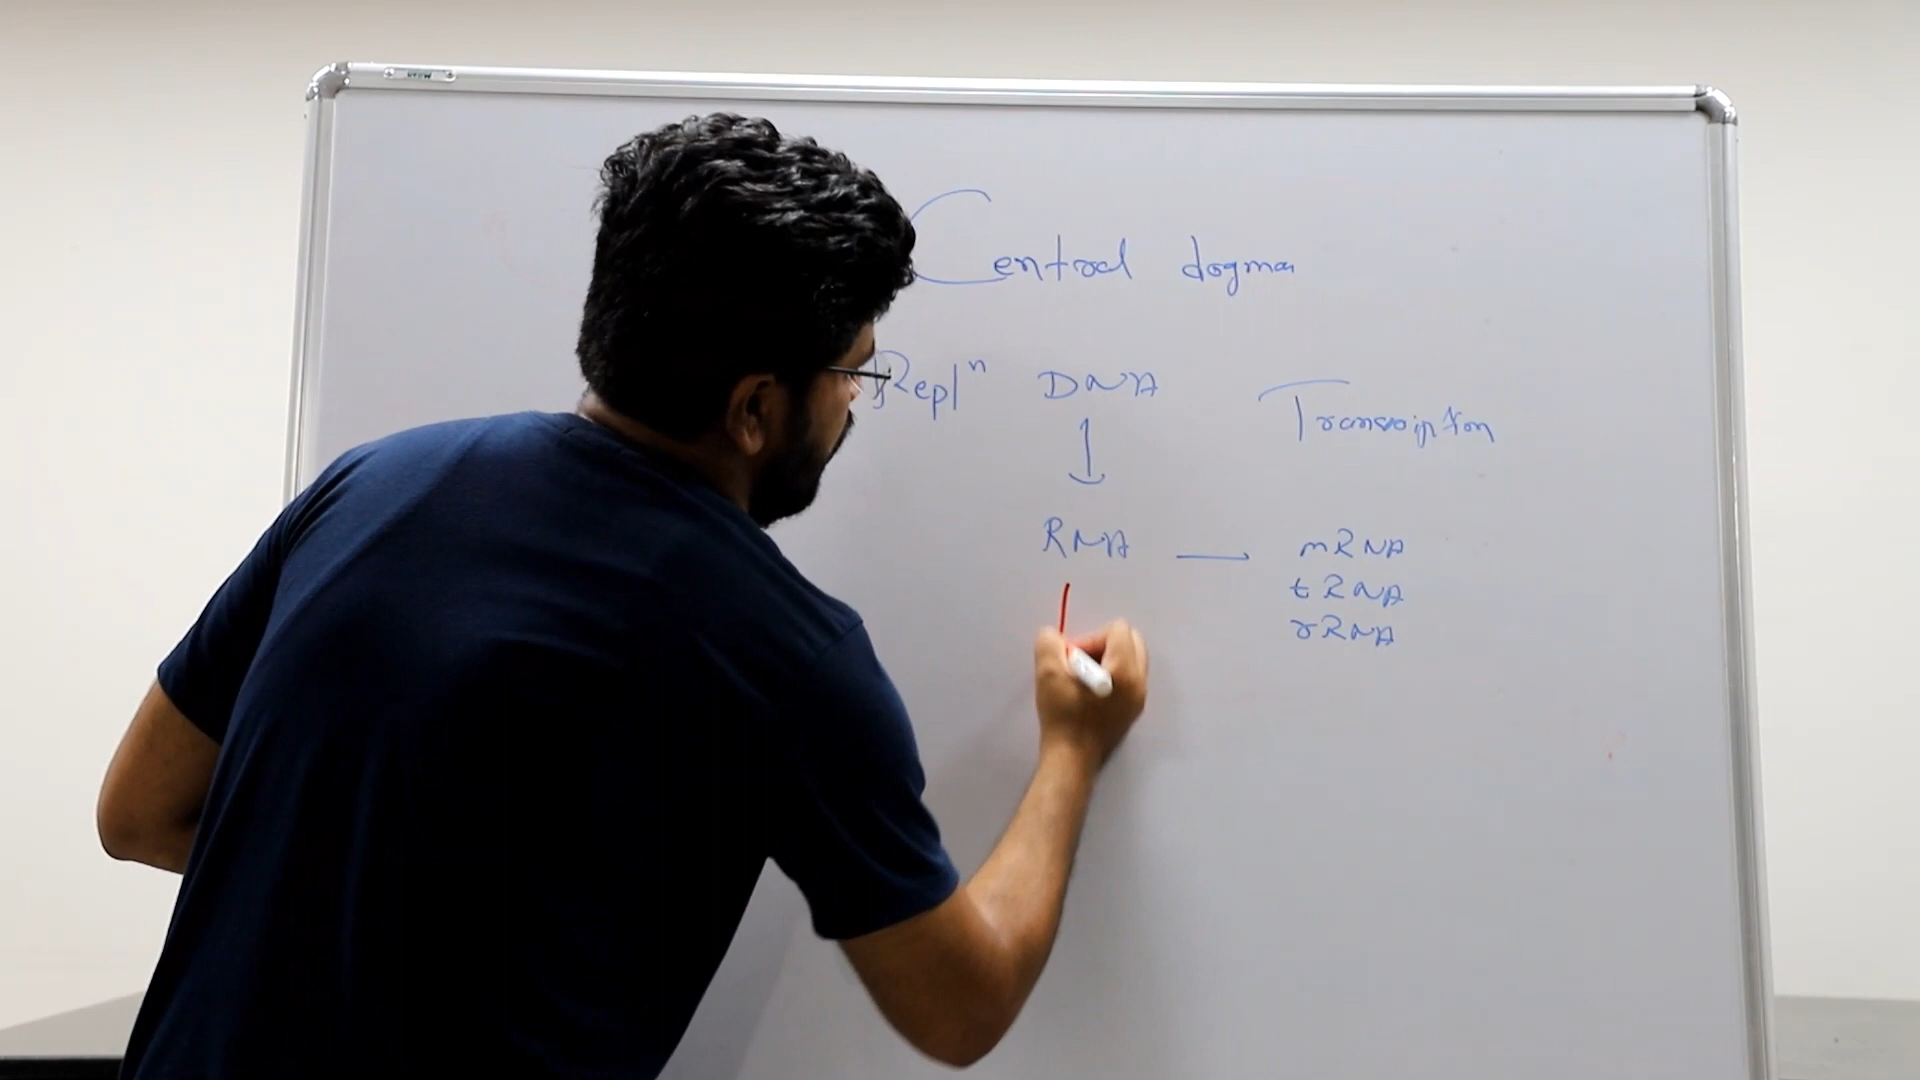 Central dogma
Repl^n DNA Transcription
↓
RNA — mRNA
tRNA
rRNA